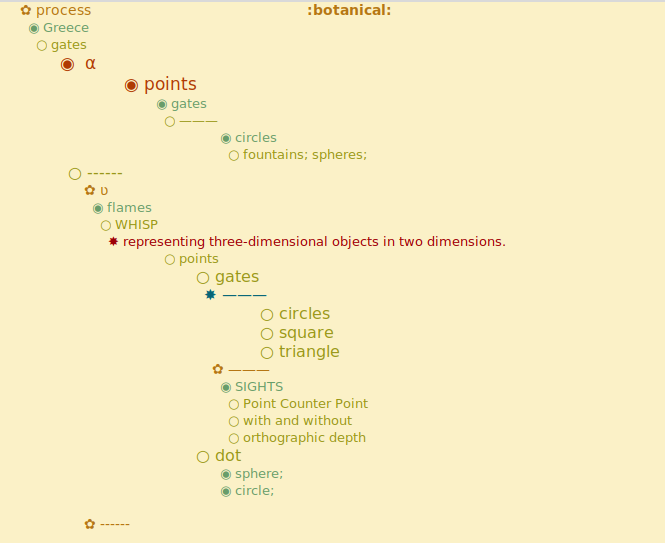 ✿ process :botanical:
◉ Greece
○ gates
◉ α
◉ points
◉ gates
○ ———
◉ circles
○ fountains; spheres;
○ ------
✿ ʋ
◉ flames
○ WHISP
✸ representing three-dimensional objects in two dimensions.
○ points
○ gates
✸ ———
○ circles
○ square
○ triangle
✿ ———
◉ SIGHTS
○ Point Counter Point
○ with and without
○ orthographic depth
○ dot
◉ sphere;
◉ circle;
✿ ------